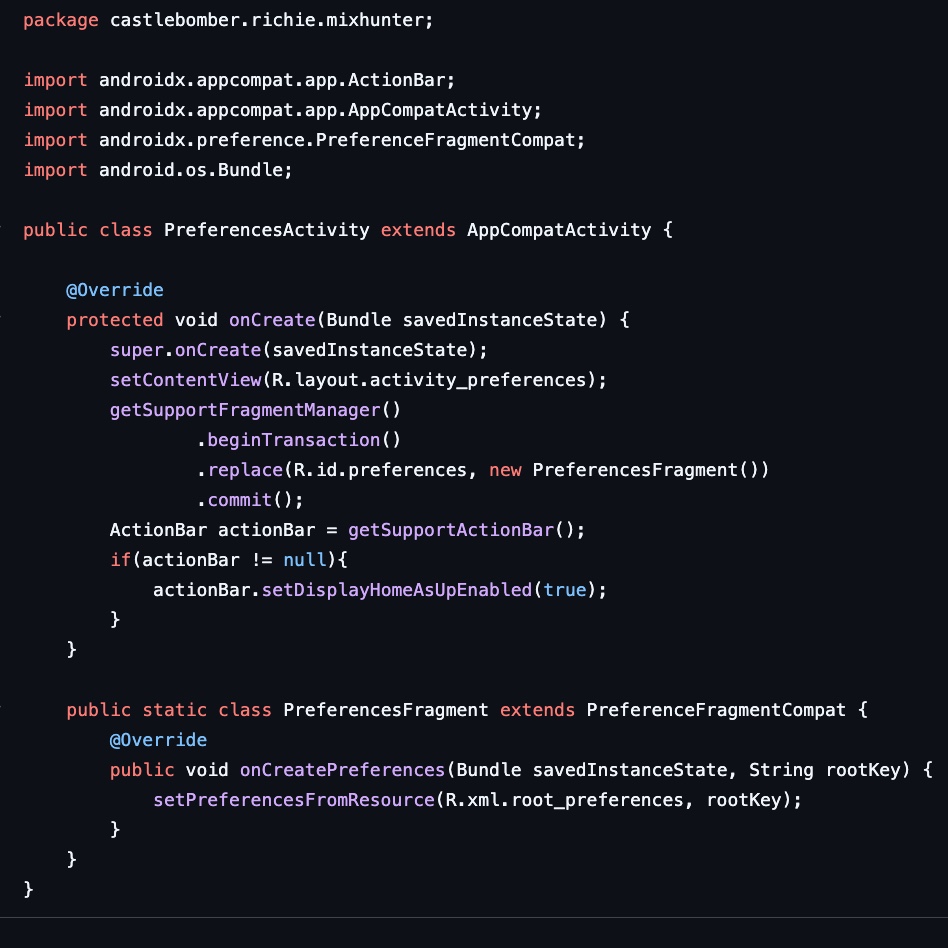 package castlebomber.richie.mixhunter;

import androidx.appcompat.app.ActionBar;
import androidx.appcompat.app.AppCompatActivity;
import androidx.preference.PreferenceFragmentCompat;
import android.os.Bundle;

public class PreferencesActivity extends AppCompatActivity {

    @Override
    protected void onCreate(Bundle savedInstanceState) {
        super.onCreate(savedInstanceState);
        setContentView(R.layout.activity_preferences);
        getSupportFragmentManager()
                .beginTransaction()
                .replace(R.id.preferences, new PreferencesFragment())
                .commit();
        ActionBar actionBar = getSupportActionBar();
        if(actionBar != null){
            actionBar.setDisplayHomeAsUpEnabled(true);
        }
    }

    public static class PreferencesFragment extends PreferenceFragmentCompat {
        @Override
        public void onCreatePreferences(Bundle savedInstanceState, String rootKey) {
            setPreferencesFromResource(R.xml.root_preferences, rootKey);
        }
    }
}